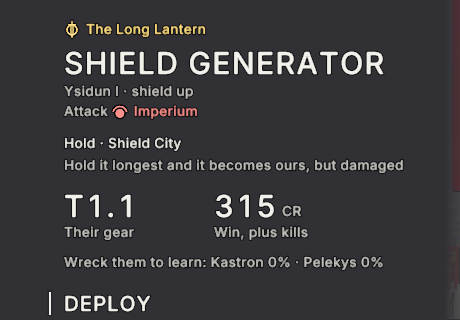 The Long Lantern
SHIELD GENERATOR
Ysidun I · shield up
Attack Imperium
Hold · Shield City
Hold it longest and it becomes ours, but damaged
T1.1 315 CR
Their gear Win, plus kills
Wreck them to learn: Kastron 0% · Pelekys 0%
DEPLOY